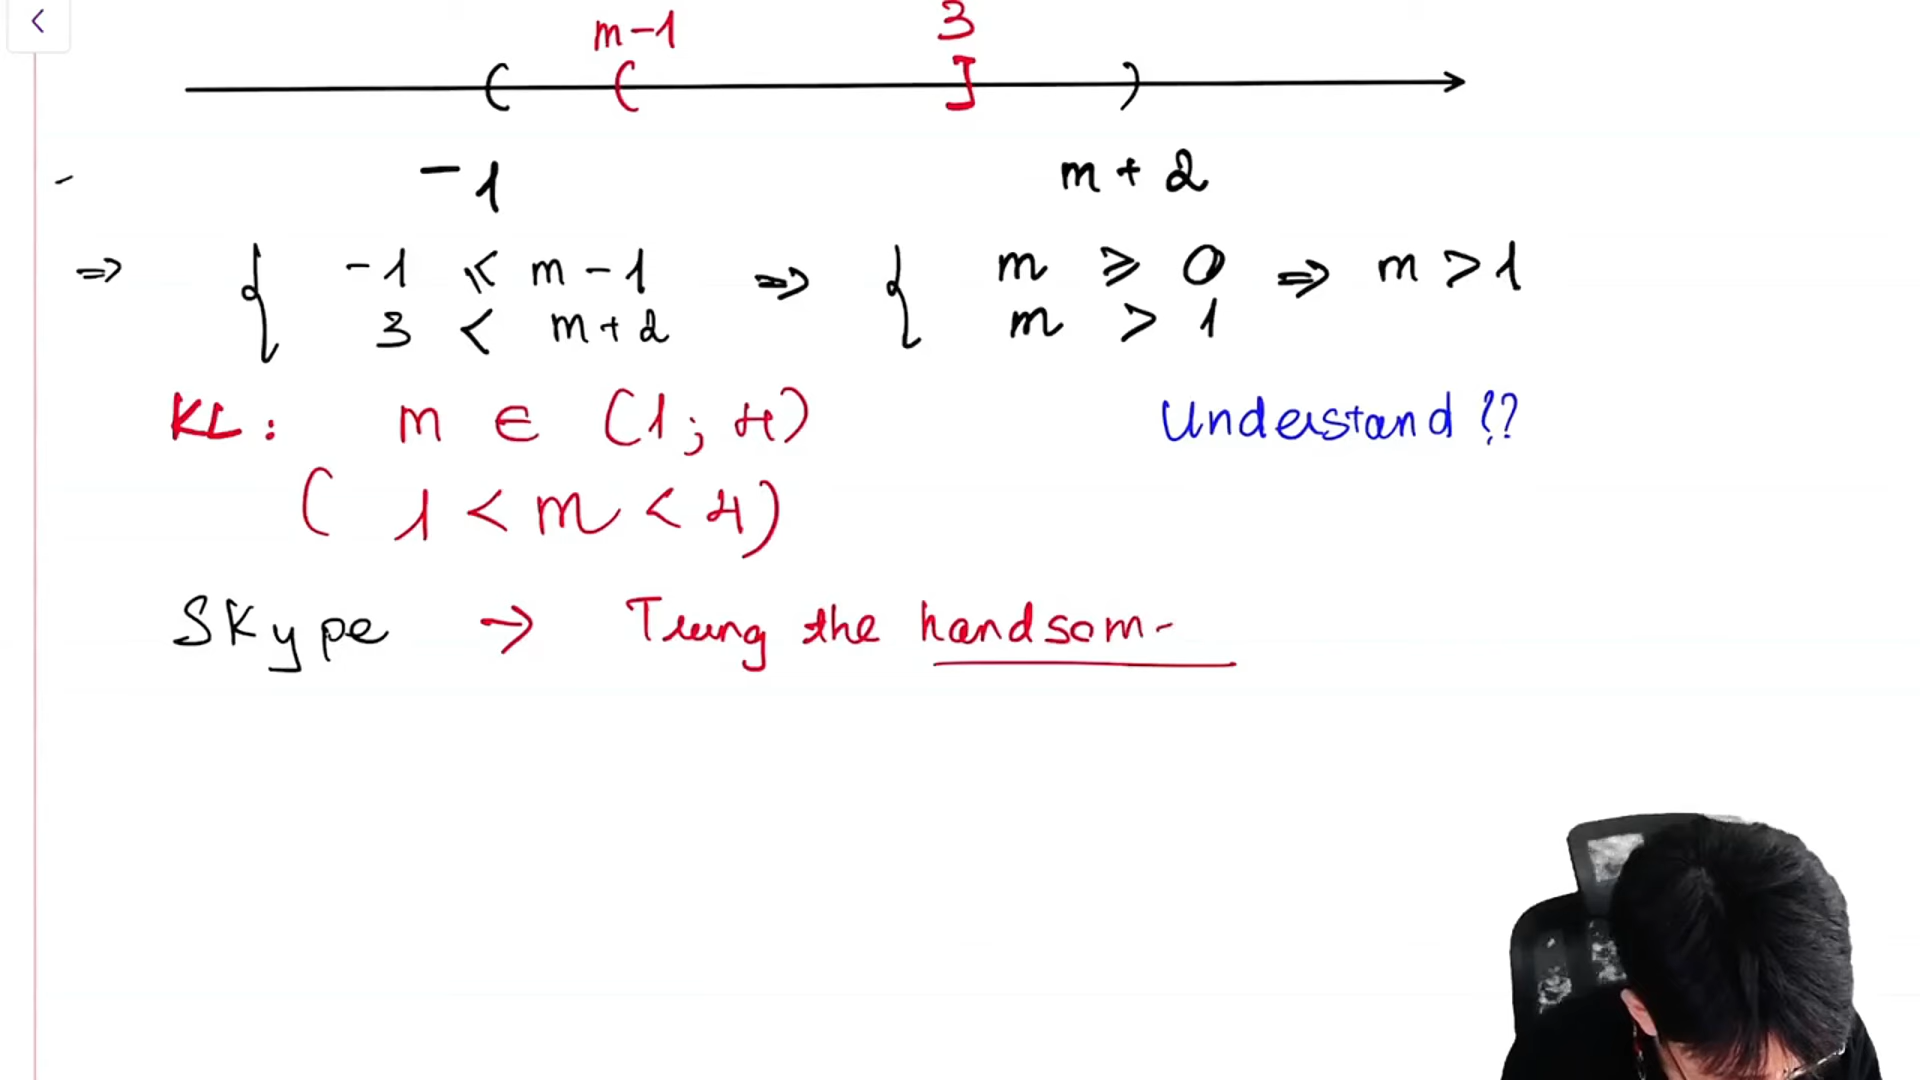 m-1 3
( ( ] )
-1 m+2
⇒ { -1 ⩽ m-1 ⇒ { m ⩾ 0 ⇒ m > 1
3 < m+2 m > 1
KL: m ∈ (1; 4) Understand !?
( 1 < m < 4)
Skype → Trung the handsom-